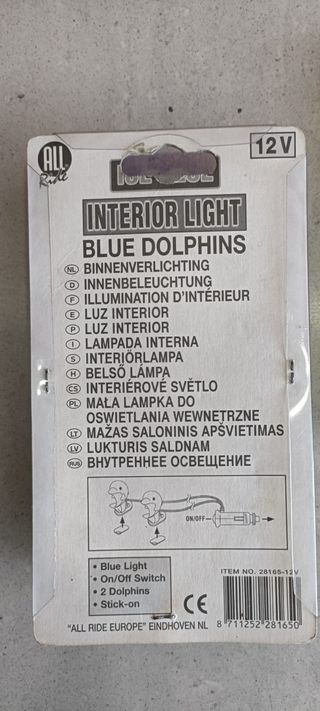 ALL
Ride
12V
INTERIOR LIGHT
BLUE DOLPHINS
NL BINNENVERLICHTING
D INNENBELEUCHTUNG
F ILLUMINATION D'INTÉRIEUR
E LUZ INTERIOR
P LUZ INTERIOR
I LAMPADA INTERNA
S INTERIÖRLAMPA
H BELSŐ LÁMPA
CS INTERIÉROVÉ SVĚTLO
PL MAŁA LAMPKA DO
OSWIETLANIA WEWNĘTRZNE
LT MAŽAS SALONINIS APŠVIETIMAS
LV LUKTURIS SALDNAM
RUS ВНУТРЕННЕЕ ОСВЕЩЕНИЕ
ON/OFF
• Blue Light
• On/Off Switch
• 2 Dolphins
• Stick-on
CE
ITEM NO. 28165-12V
"ALL RIDE EUROPE" EINDHOVEN NL
8 711252 281650